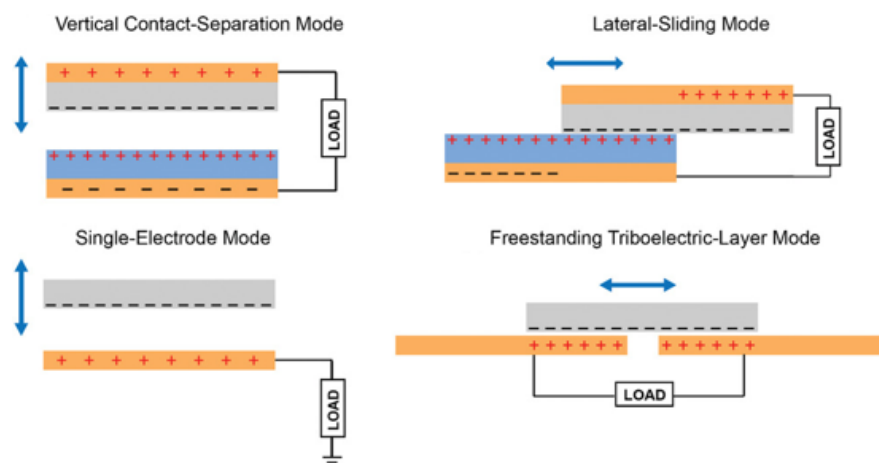 Vertical Contact-Separation Mode
Lateral-Sliding Mode
LOAD
LOAD
Single-Electrode Mode
Freestanding Triboelectric-Layer Mode
LOAD
LOAD